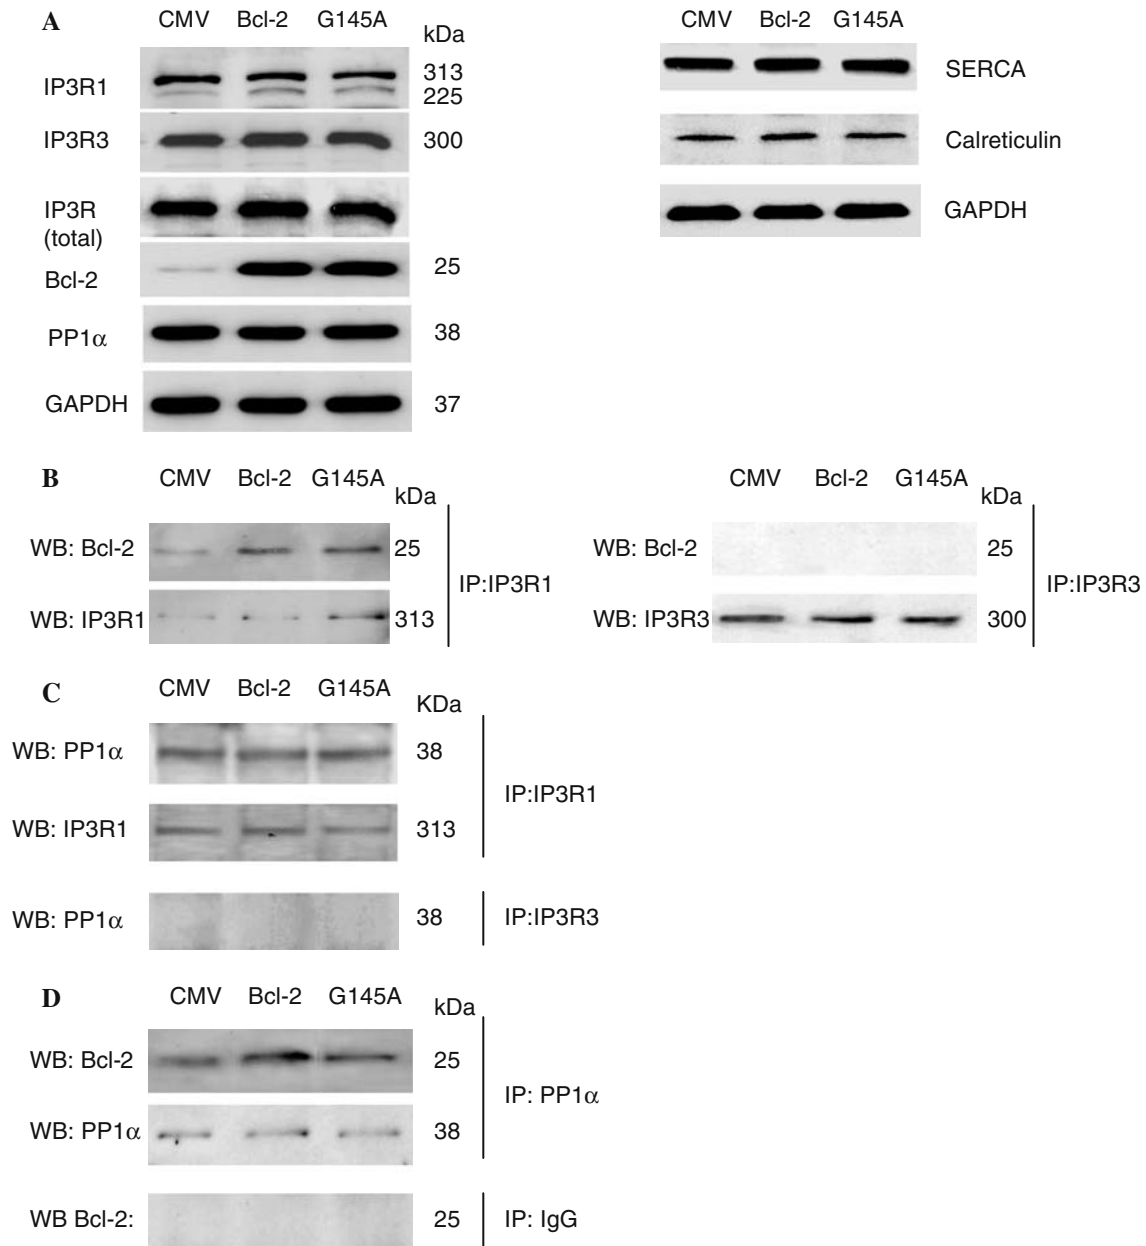 A
CMV Bcl-2 G145A
kDa
IP3R1
313
225
IP3R3
300
IP3R
(total)
Bcl-2
25
PP1α
38
GAPDH
37
CMV Bcl-2 G145A
SERCA
Calreticulin
GAPDH
B
CMV Bcl-2 G145A
kDa
WB: Bcl-2
25
IP:IP3R1
WB: IP3R1
313
CMV Bcl-2 G145A
kDa
WB: Bcl-2
25
IP:IP3R3
WB: IP3R3
300
C
CMV Bcl-2 G145A
KDa
WB: PP1α
38
IP:IP3R1
WB: IP3R1
313
WB: PP1α
38
IP:IP3R3
D
CMV Bcl-2 G145A
kDa
WB: Bcl-2
25
IP: PP1α
WB: PP1α
38
WB Bcl-2:
25
IP: IgG